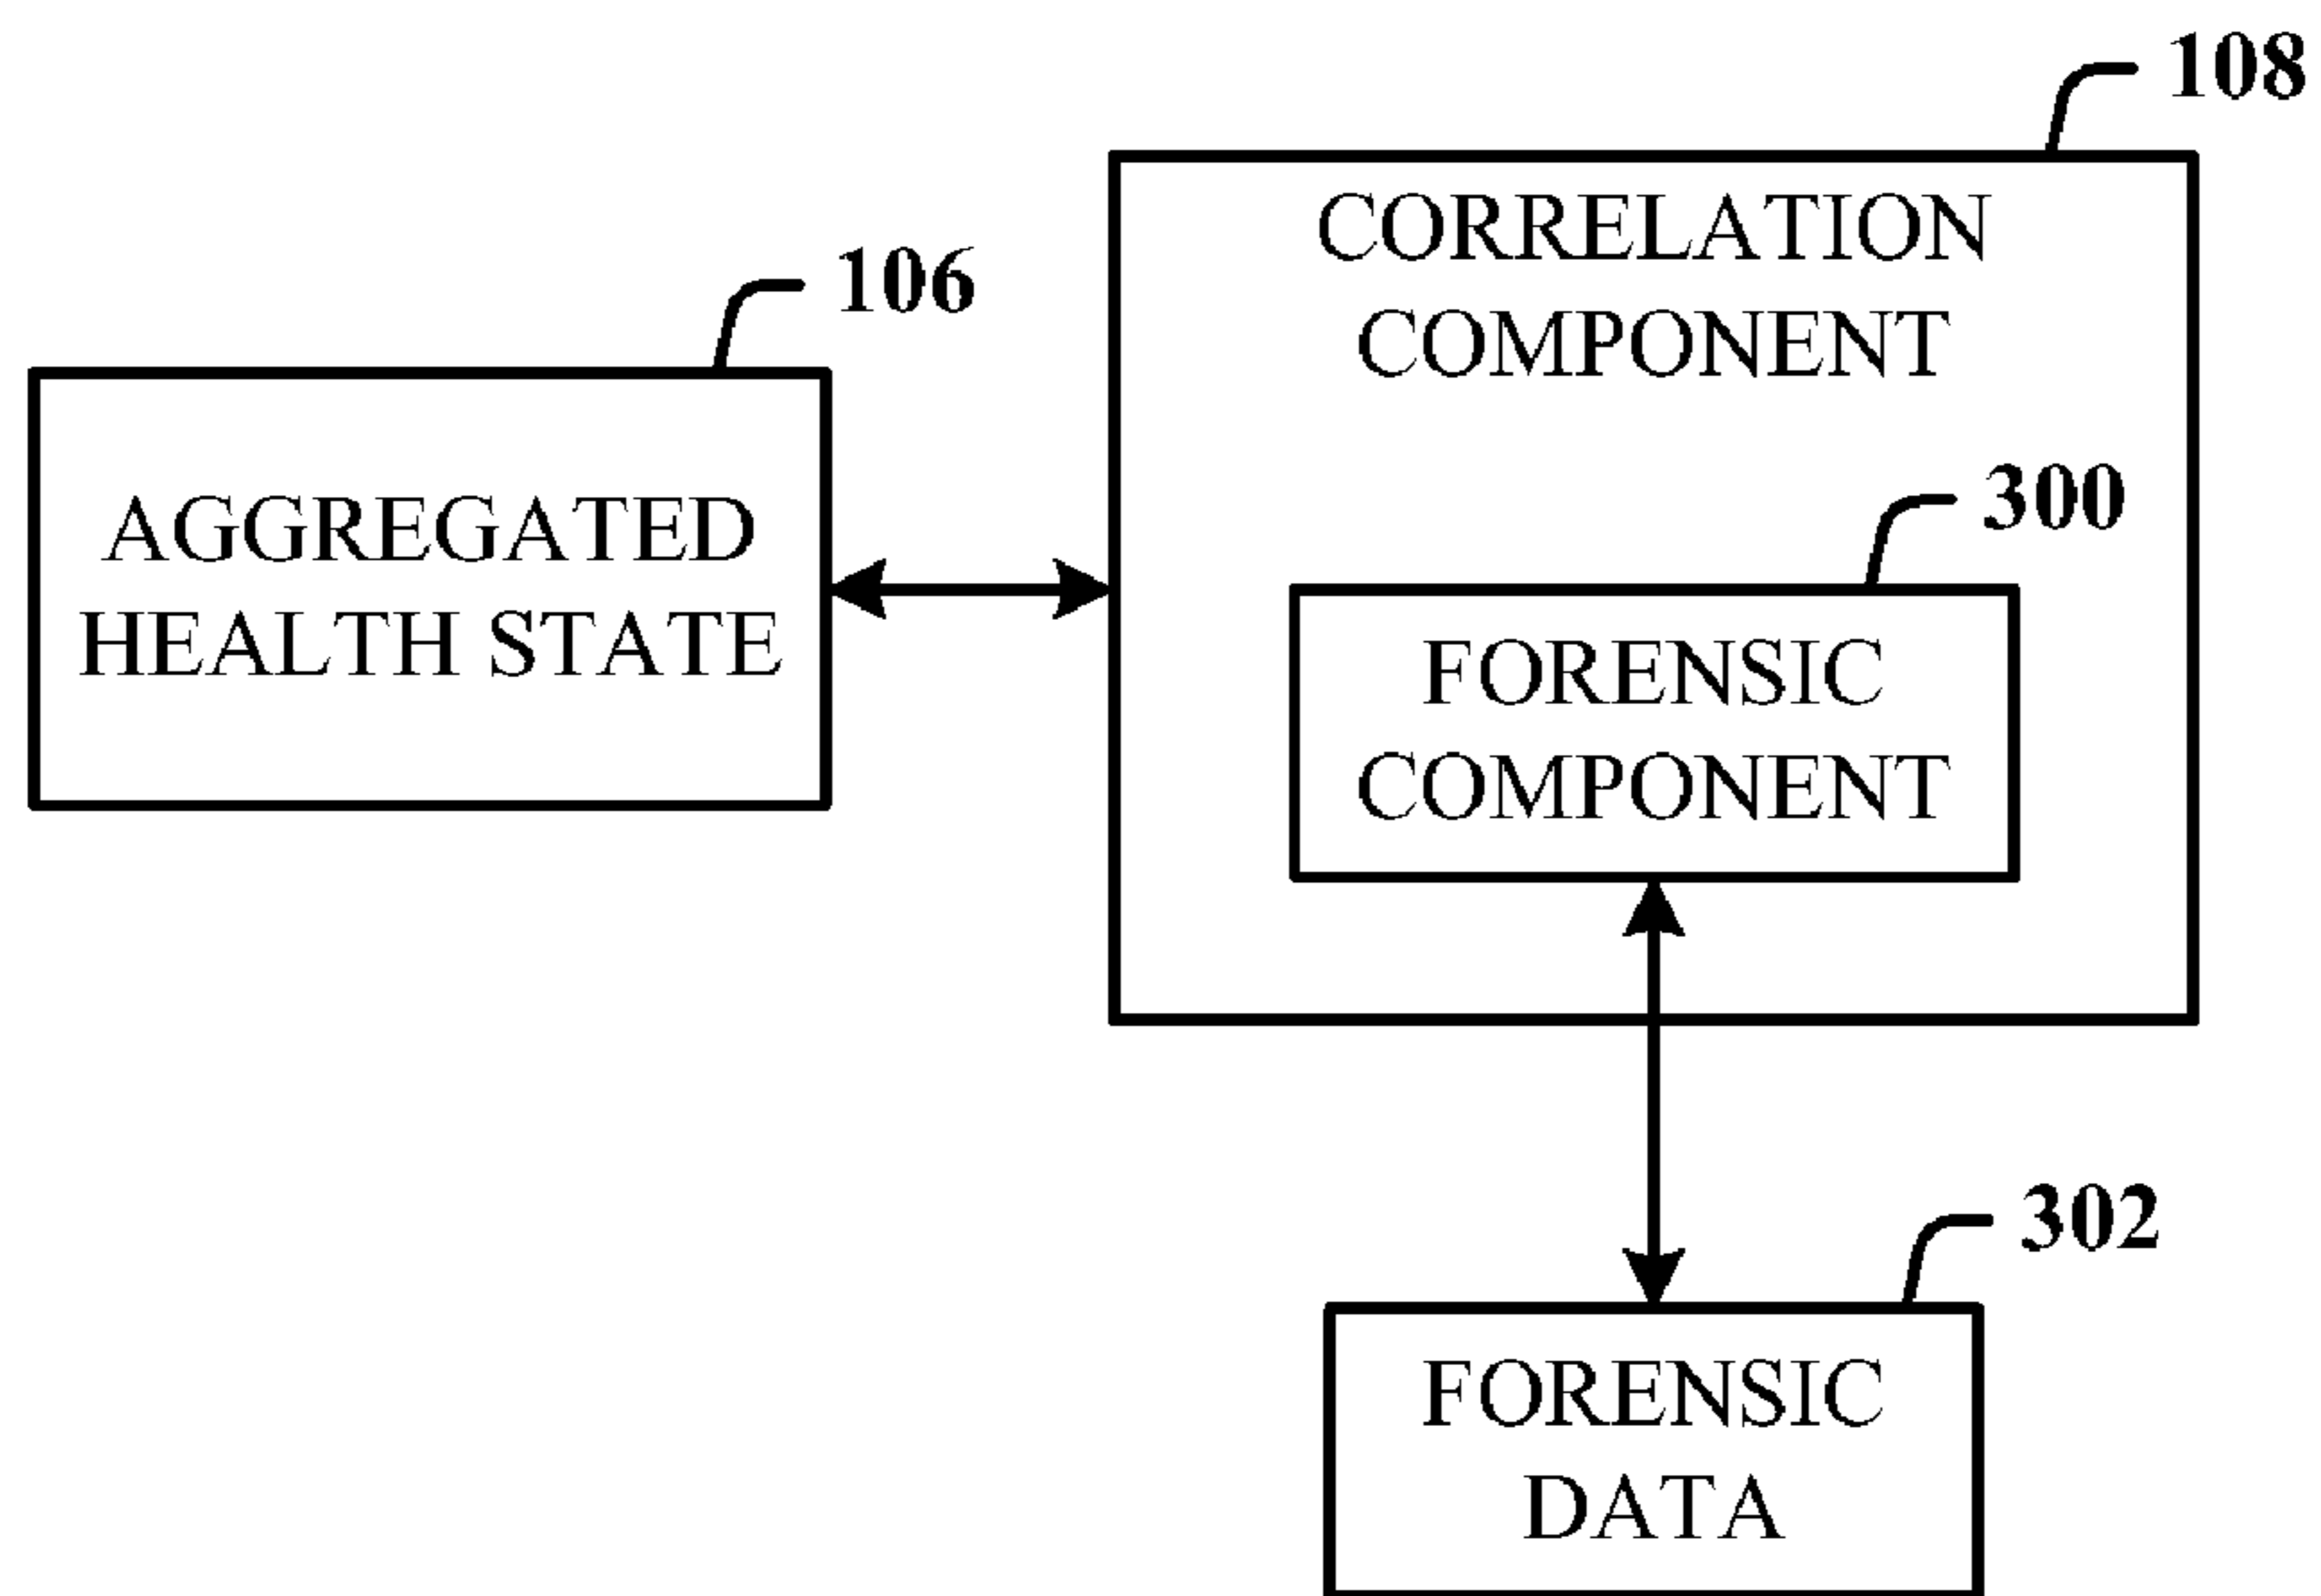 108
CORRELATION
COMPONENT
106
AGGREGATED
HEALTH STATE
300
FORENSIC
COMPONENT
302
FORENSIC
DATA